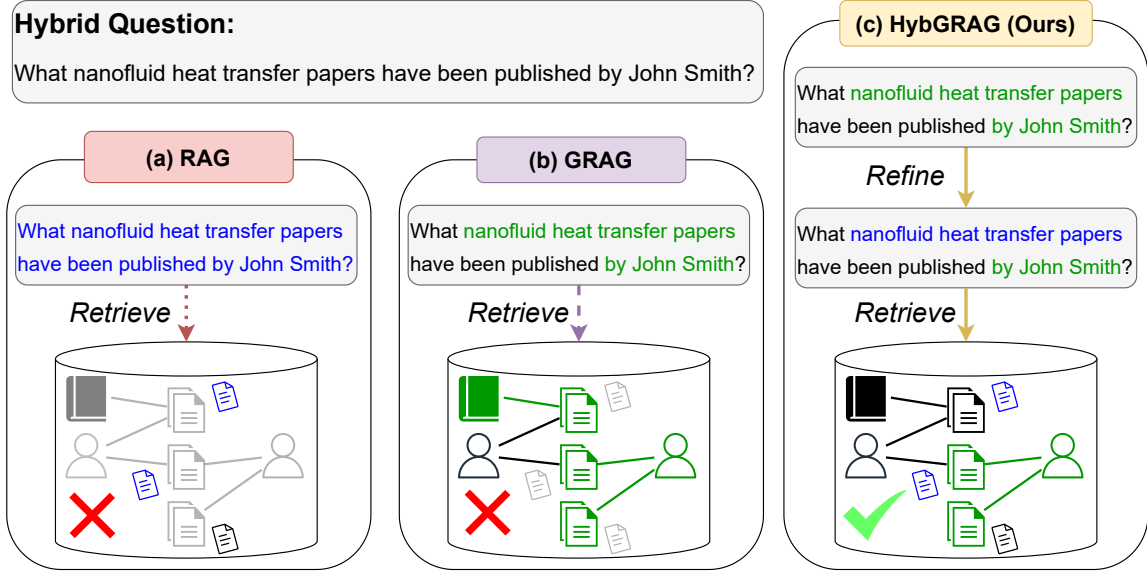 Hybrid Question:
What nanofluid heat transfer papers have been published by John Smith?
(a) RAG
What nanofluid heat transfer papers
have been published by John Smith?
Retrieve
(b) GRAG
What nanofluid heat transfer papers
have been published by John Smith?
Retrieve
(c) HybGRAG (Ours)
What nanofluid heat transfer papers
have been published by John Smith?
Refine
What nanofluid heat transfer papers
have been published by John Smith?
Retrieve